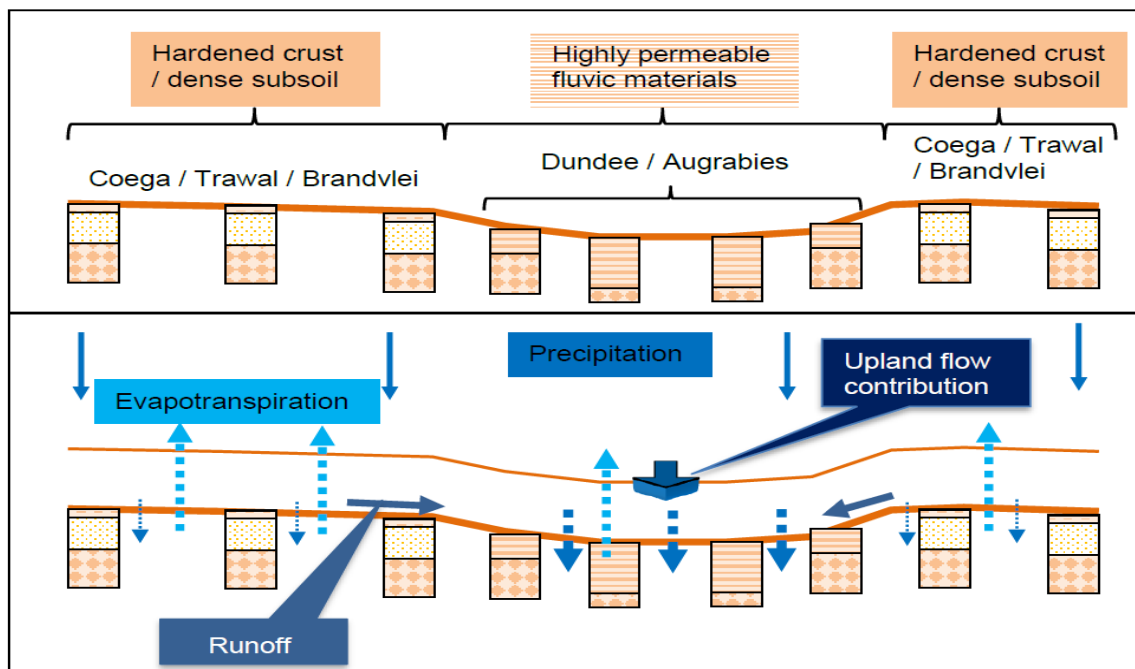 Hardened crust
/ dense subsoil
Highly permeable
fluvic materials
Hardened crust
/ dense subsoil
Coega / Trawal / Brandvlei
Dundee / Augrabies
Coega / Trawal
/ Brandvlei
Precipitation
Upland flow
contribution
Evapotranspiration
Runoff